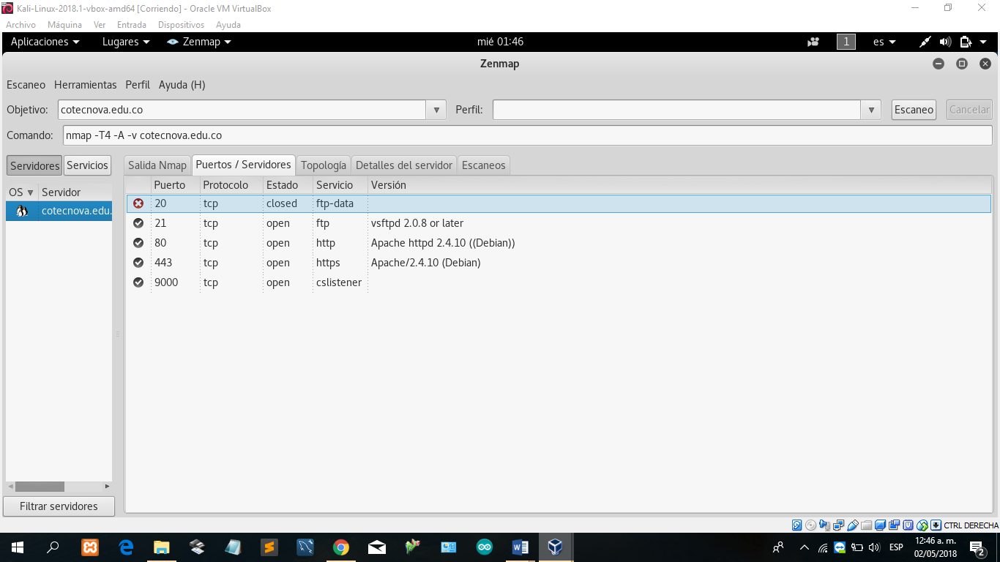 Kali-Linux-2018.1-vbox-amd64 [Corriendo] - Oracle VM VirtualBox
Archivo Máquina Ver Entrada Dispositivos Ayuda
Aplicaciones Lugares Zenmap mié 01:46 1 es
Zenmap
Escaneo Herramientas Perfil Ayuda (H)
Objetivo: cotecnova.edu.co Perfil: Escaneo Cancelar
Comando: nmap -T4 -A -v cotecnova.edu.co
Servidores Servicios Salida Nmap Puertos / Servidores Topología Detalles del servidor Escaneos
OS Servidor Puerto Protocolo Estado Servicio Versión
cotecnova.edu. 20 tcp closed ftp-data
21 tcp open ftp vsftpd 2.0.8 or later
80 tcp open http Apache httpd 2.4.10 ((Debian))
443 tcp open https Apache/2.4.10 (Debian)
9000 tcp open cslistener
Filtrar servidores
CTRL DERECHA
ESP 12:46 a. m.
02/05/2018 2